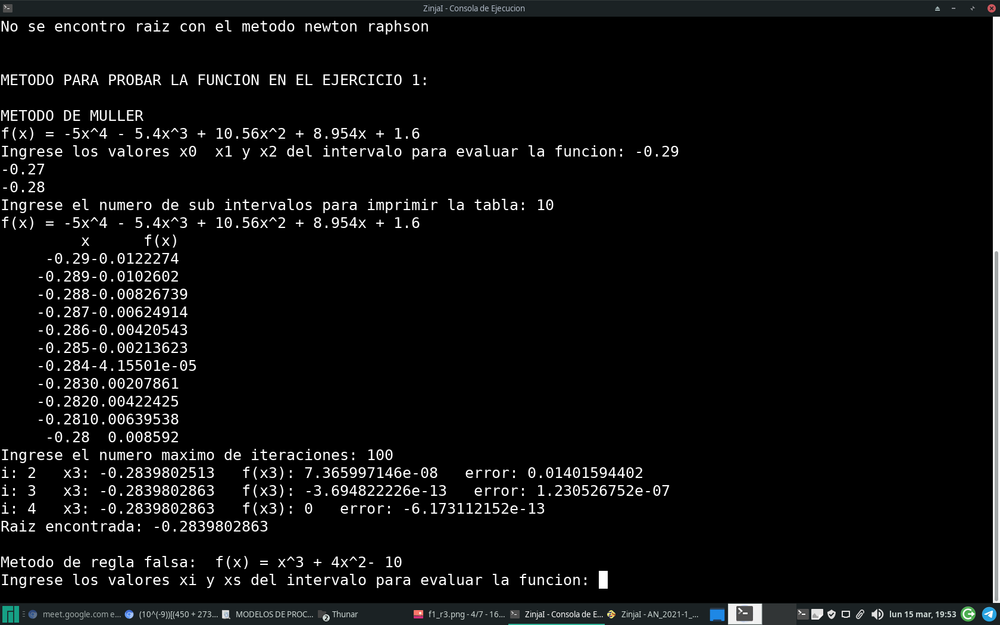 ZinjaI - Consola de Ejecucion
No se encontro raiz con el metodo newton raphson
METODO PARA PROBAR LA FUNCION EN EL EJERCICIO 1:
METODO DE MULLER
f(x) = -5x^4 - 5.4x^3 + 10.56x^2 + 8.954x + 1.6
Ingrese los valores x0  x1 y x2 del intervalo para evaluar la funcion: -0.29
-0.27
-0.28
Ingrese el numero de sub intervalos para imprimir la tabla: 10
f(x) = -5x^4 - 5.4x^3 + 10.56x^2 + 8.954x + 1.6
x      f(x)
-0.29-0.0122274
-0.289-0.0102602
-0.288-0.00826739
-0.287-0.00624914
-0.286-0.00420543
-0.285-0.00213623
-0.284-4.15501e-05
-0.2830.00207861
-0.2820.00422425
-0.2810.00639538
-0.28  0.008592
Ingrese el numero maximo de iteraciones: 100
i: 2   x3: -0.2839802513   f(x3): 7.365997146e-08   error: 0.01401594402
i: 3   x3: -0.2839802863   f(x3): -3.694822226e-13   error: 1.230526752e-07
i: 4   x3: -0.2839802863   f(x3): 0   error: -6.173112152e-13
Raiz encontrada: -0.2839802863
Metodo de regla falsa:  f(x) = x^3 + 4x^2- 10
Ingrese los valores xi y xs del intervalo para evaluar la funcion:
meet.google.com e... (10^(-9))[(450 + 273... MODELOS DE PROC... 2 Thunar f1_r3.png - 4/7 - 16... ZinjaI - Consola de E... ZinjaI - AN_2021-1_... lun 15 mar, 19:53